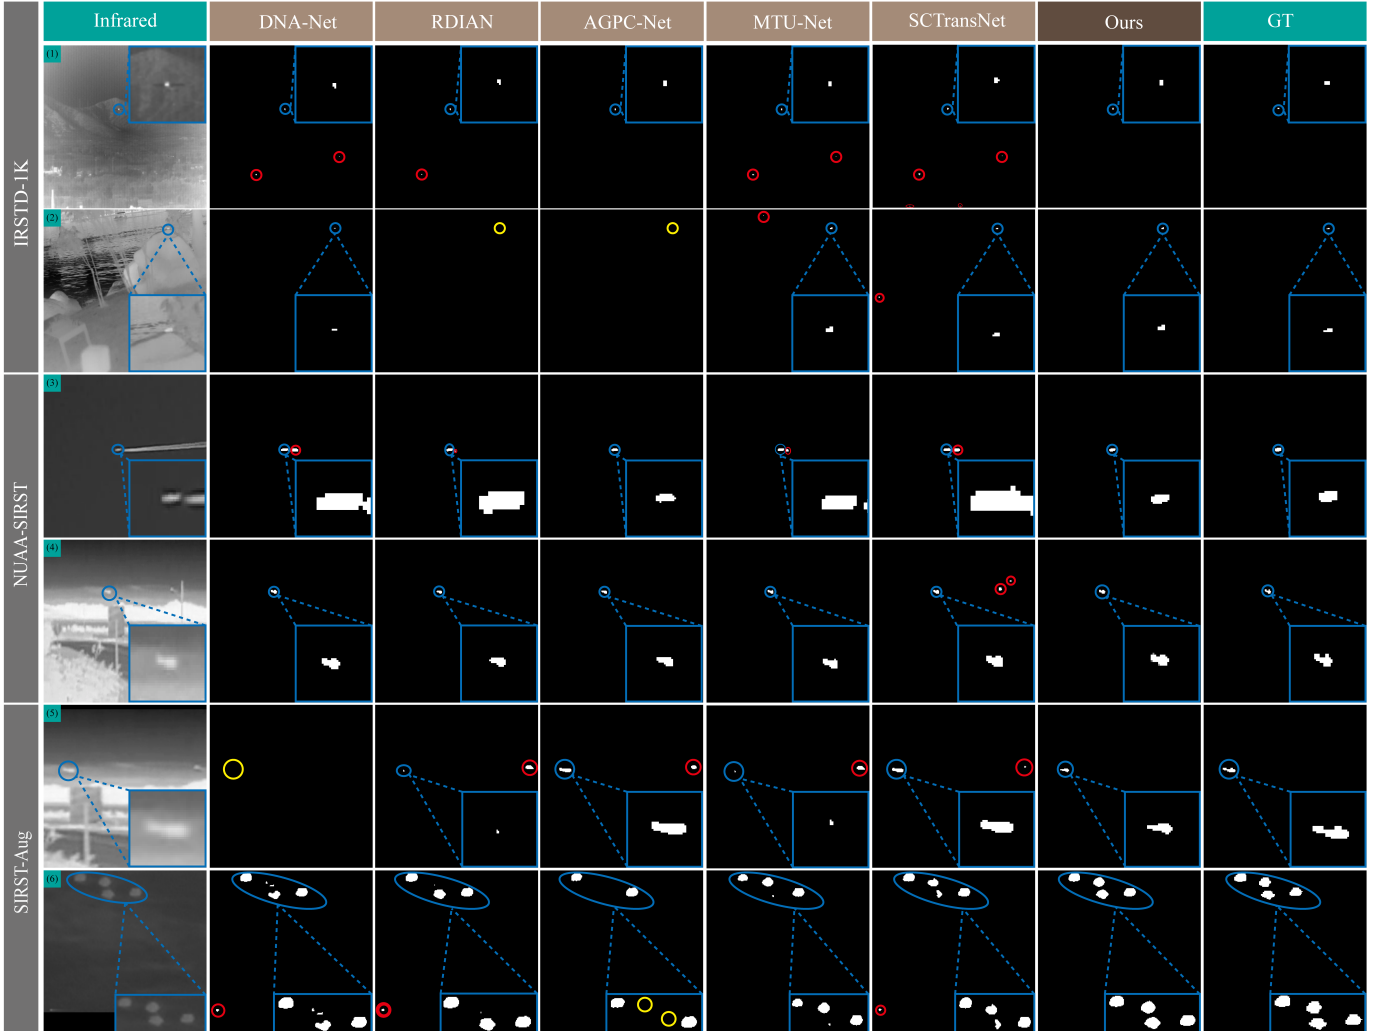 Infrared DNA-Net RDIAN AGPC-Net MTU-Net SCTransNet Ours GT
IRSTD-1K
(1)
(2)
NUAA-SIRST
(3)
(4)
SIRST-Aug
(5)
(6)